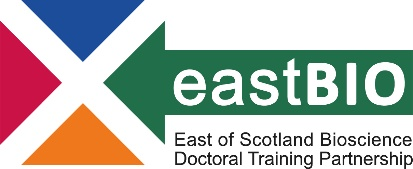 eastBIO
East of Scotland Bioscience
Doctoral Training Partnership